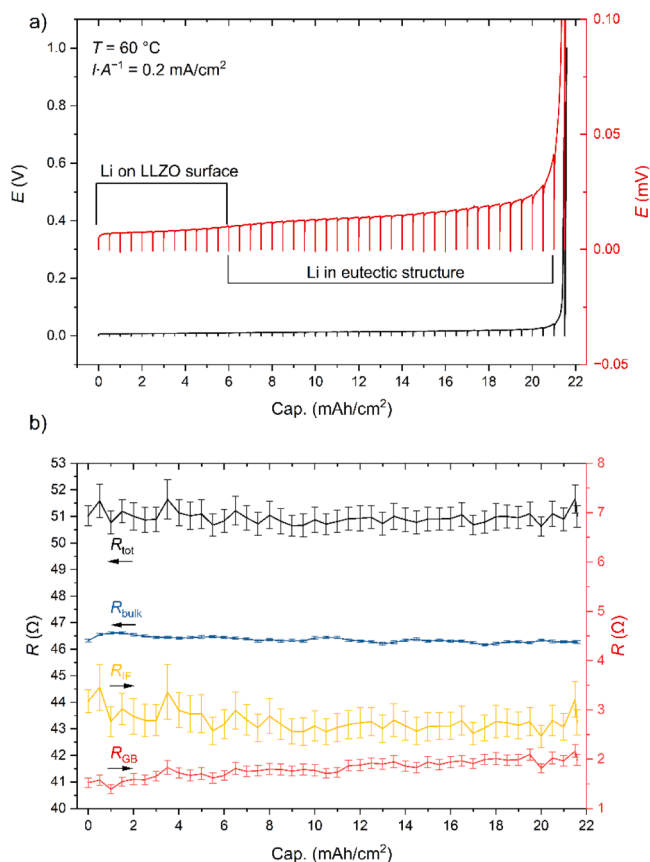 a)
T = 60 °C
I·A⁻¹ = 0.2 mA/cm²
Li on LLZO surface
Li in eutectic structure
E (V)
1.0
0.8
0.6
0.4
0.2
0.0
E (mV)
0.10
0.05
0.00
−0.05
0 2 4 6 8 10 12 14 16 18 20 22
Cap. (mAh/cm²)
b)
R (Ω)
53
52
51
50
49
48
47
46
45
44
43
42
41
40
R_tot
R_bulk
R_IF
R_GB
R (Ω)
8
7
6
5
4
3
2
1
0 2 4 6 8 10 12 14 16 18 20 22
Cap. (mAh/cm²)